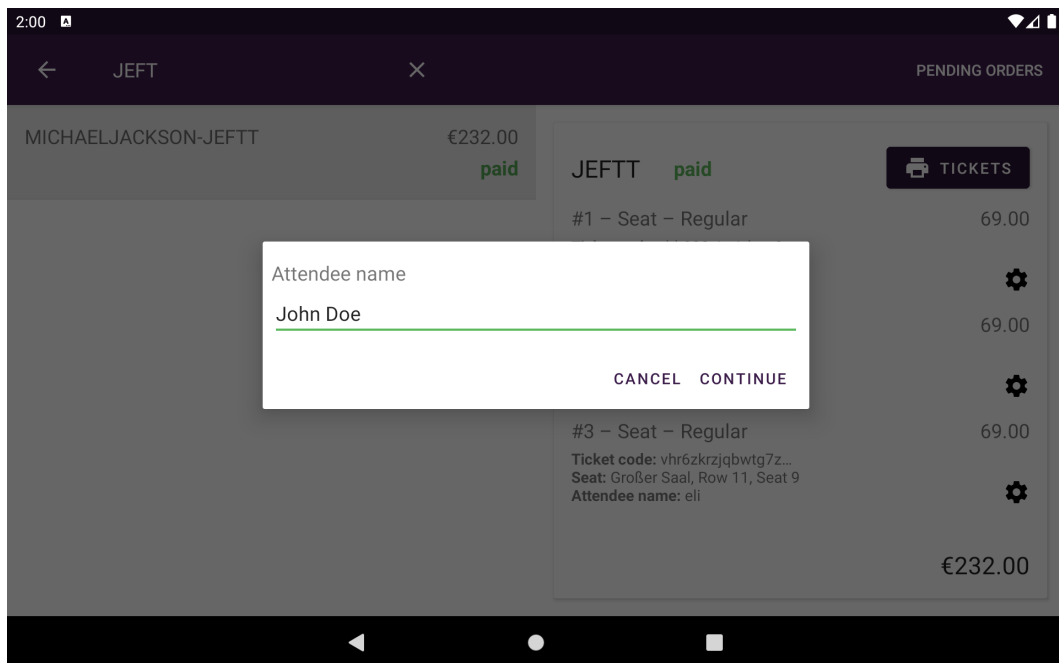 2:00 A
JEFT
PENDING ORDERS
MICHAELJACKSON-JEFTT €232.00
paid
JEFTT paid TICKETS
#1 – Seat – Regular 69.00
Attendee name
John Doe
69.00
CANCEL CONTINUE
#3 – Seat – Regular 69.00
Ticket code: vhr6zkrzjqbwtg7z...
Seat: Großer Saal, Row 11, Seat 9
Attendee name: eli
€232.00